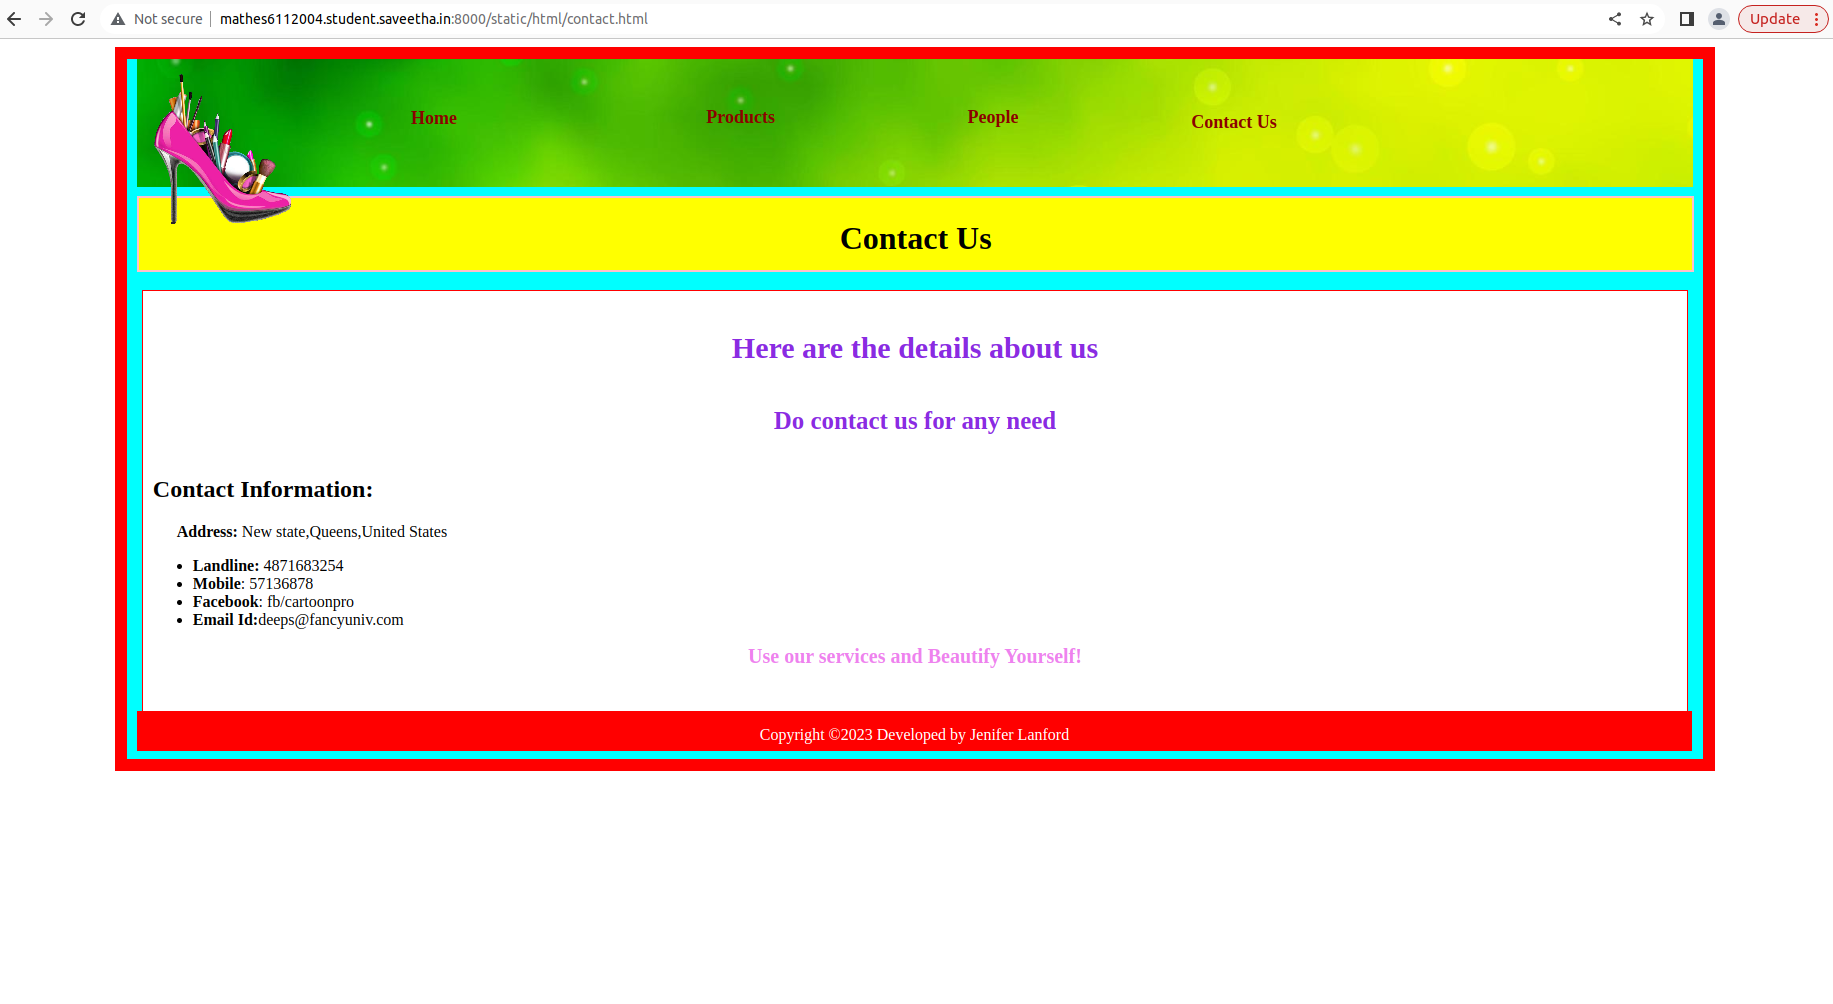 Not secure | mathes6112004.student.saveetha.in:8000/static/html/contact.html Update
Home Products People Contact Us
Contact Us
Here are the details about us
Do contact us for any need
Contact Information:
Address: New state,Queens,United States
• Landline: 4871683254
• Mobile: 57136878
• Facebook: fb/cartoonpro
• Email Id:deeps@fancyuniv.com
Use our services and Beautify Yourself!
Copyright ©2023 Developed by Jenifer Lanford